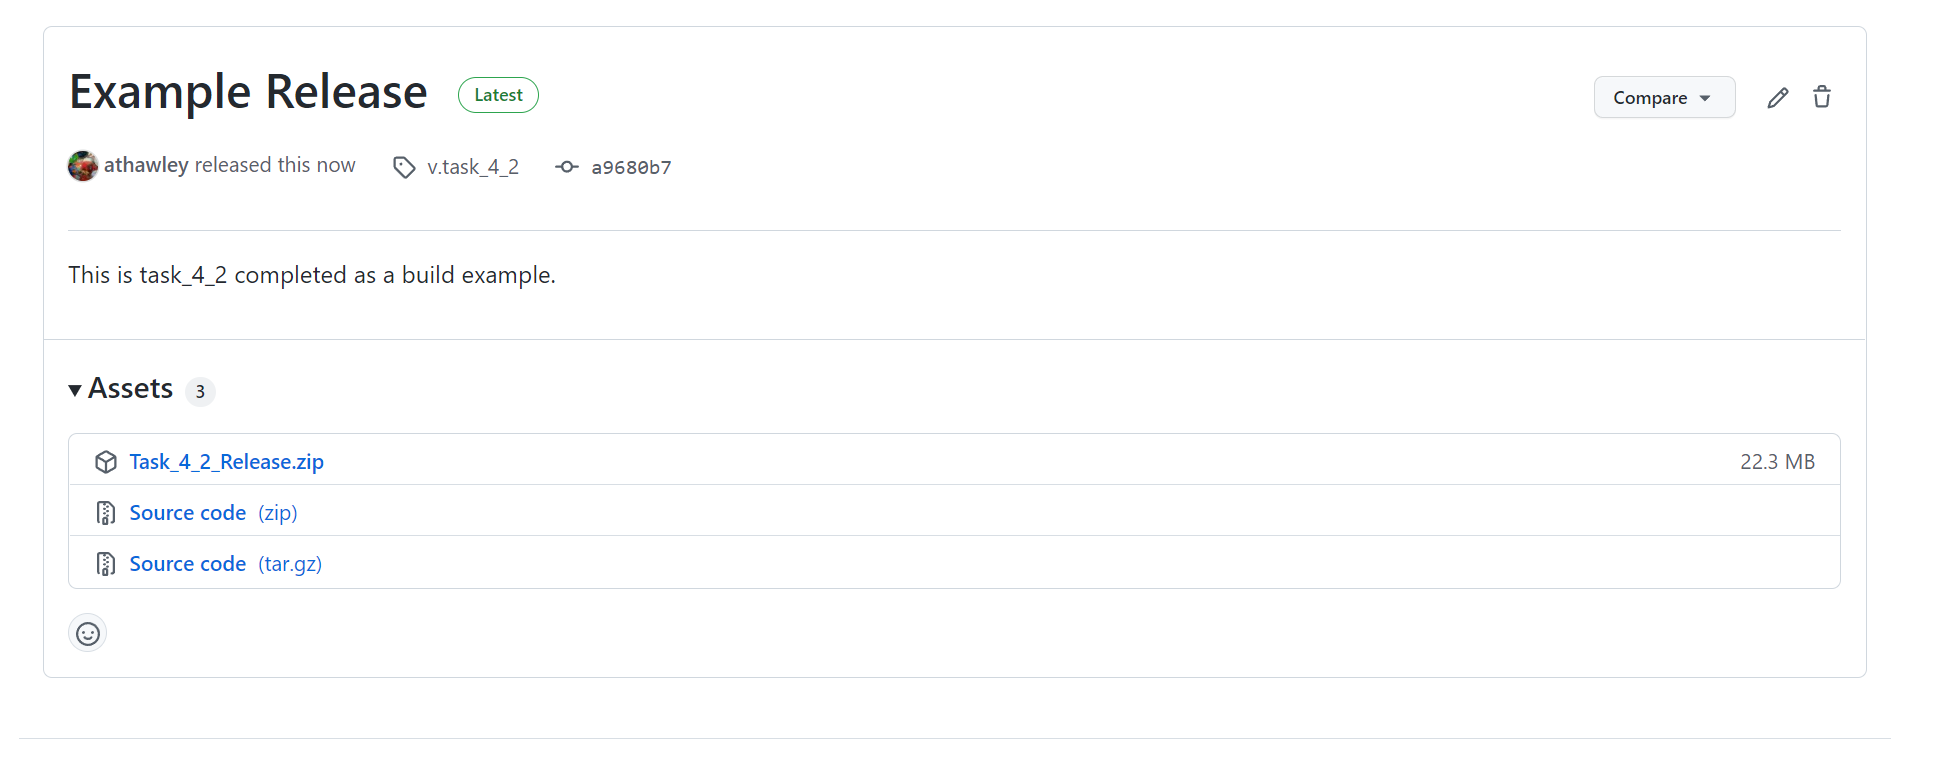 Example Release Latest Compare
athawley released this now v.task_4_2 a9680b7
This is task_4_2 completed as a build example.
Assets 3
Task_4_2_Release.zip 22.3 MB
Source code (zip)
Source code (tar.gz)